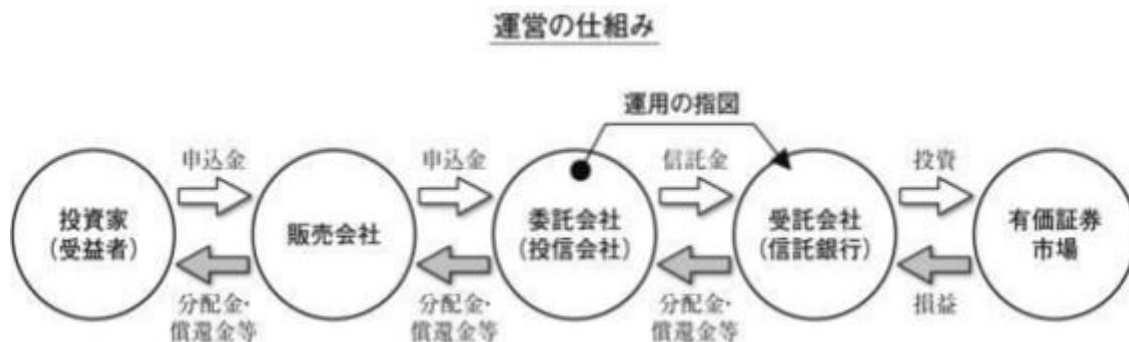 運営の仕組み
運用の指図
申込金
申込金
信託金
投資
投資家
（受益者）
販売会社
委託会社
（投信会社）
受託会社
（信託銀行）
有価証券
市場
分配金・
償還金等
分配金・
償還金等
分配金・
償還金等
損益